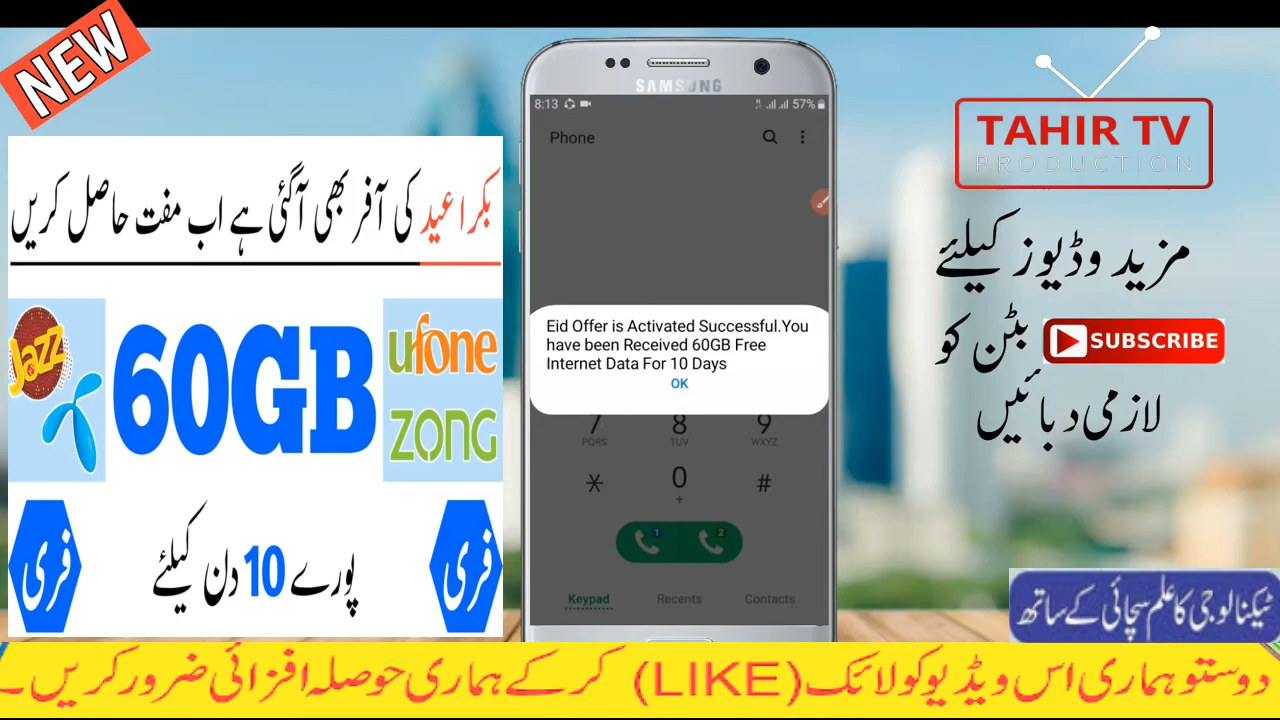 NEW
بکرا عید کی آفر بھی آگئی ہے اب مفت حاصل کریں
Jazz
60GB
ufone
zong
فری
پورے 10 دن کیلئے
فری
SAMSUNG
8:13
57%
Phone
Eid Offer is Activated Successful.You
have been Received 60GB Free
Internet Data For 10 Days
OK
7 8 9
PQRS TUV WXYZ
* 0 #
+
1 2
Keypad Recents Contacts
TAHIR TV
PRODUCTION
مزید وڈیوز کیلئے
بٹن کو SUBSCRIBE
لازمی دبائیں
ٹیکنالوجی کا علم سچائی کے ساتھ
دوستو ہماری اس ویڈیو کو لائک (LIKE) کر کے ہماری حوصلہ افزائی ضرور کریں۔